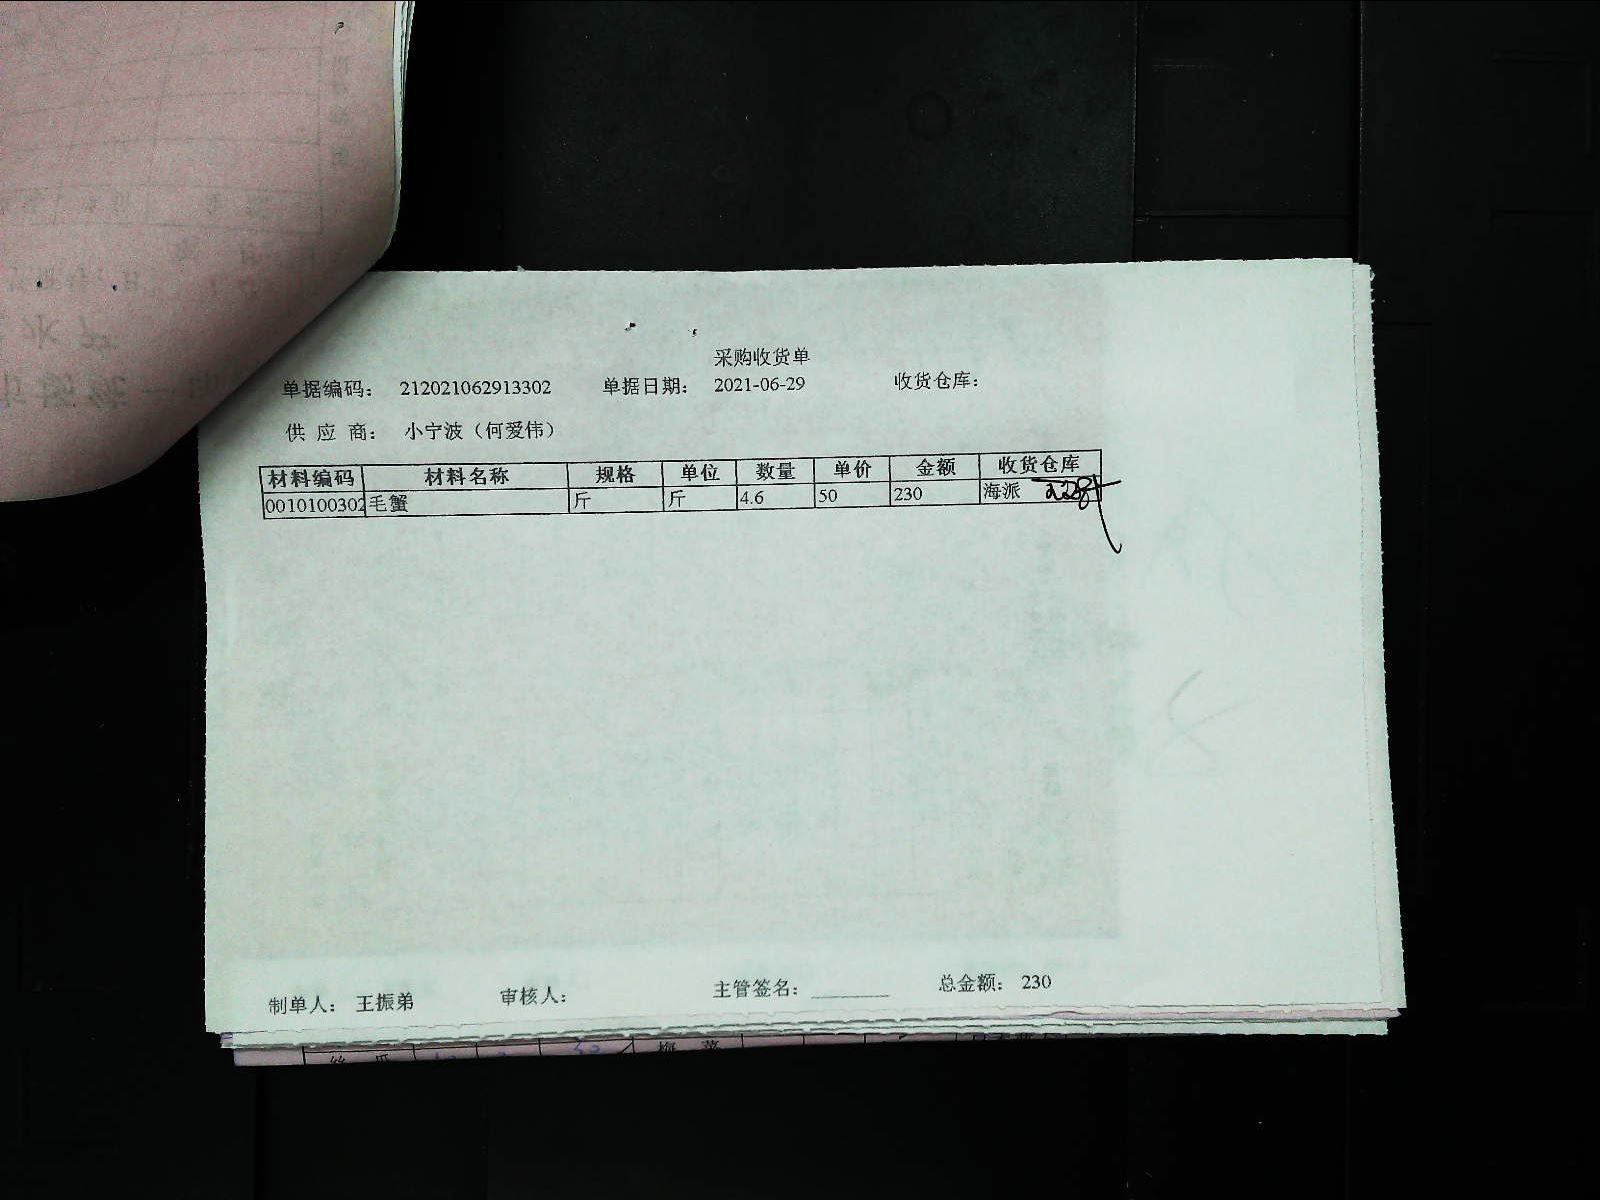 采购收货单
单据编码： 212021062913302 单据日期： 2021-06-29 收货仓库：
供 应 商： 小宁波（何爱伟）
材料编码 材料名称 规格 单位 数量 单价 金额 收货仓库
0010100302 毛蟹 斤 斤 4.6 50 230 海派
制单人： 王振弟 审核人： 主管签名： ________ 总金额： 230